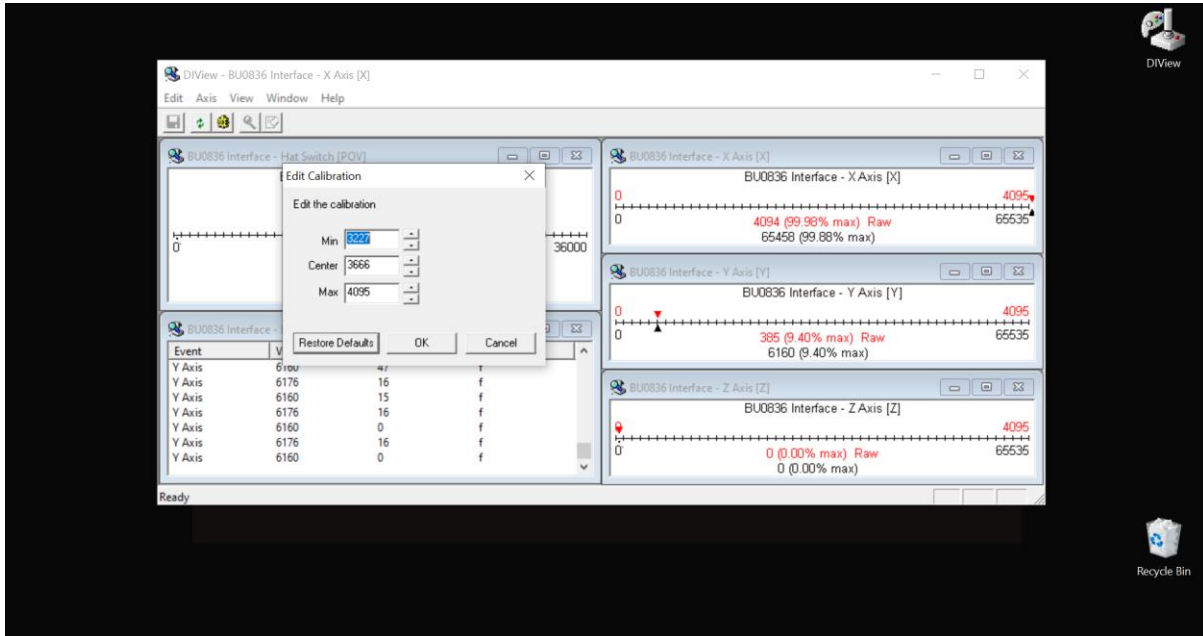 DIView
DIView - BU0836 Interface - X Axis [X]
Edit Axis View Window Help
BU0836 Interface - Hat Switch [POV]
0
36000
Edit Calibration
Edit the calibration
Min 3227
Center 3666
Max 4095
Restore Defaults OK Cancel
BU0836 Interface -
Event
Y Axis 6160 47 f
Y Axis 6176 16 f
Y Axis 6160 15 f
Y Axis 6176 16 f
Y Axis 6160 0 f
Y Axis 6176 16 f
Y Axis 6160 0 f
BU0836 Interface - X Axis [X]
BU0836 Interface - X Axis [X]
0 4095
0 4094 (99.98% max) Raw 65535
65458 (99.88% max)
BU0836 Interface - Y Axis [Y]
BU0836 Interface - Y Axis [Y]
0 4095
0 385 (9.40% max) Raw 65535
6160 (9.40% max)
BU0836 Interface - Z Axis [Z]
BU0836 Interface - Z Axis [Z]
4095
0 0 (0.00% max) Raw 65535
0 (0.00% max)
Ready
Recycle Bin